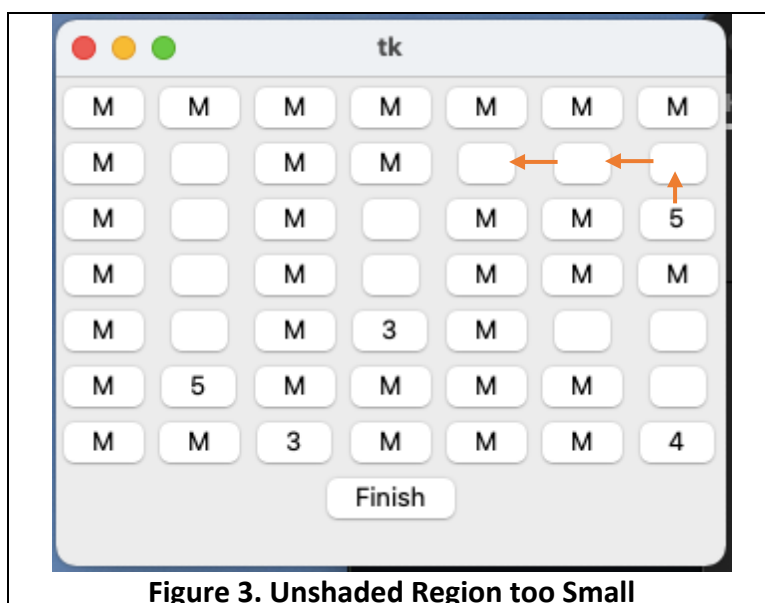 tk
M M M M M M M
M M M
M M M M 5
M M M M M
M M 3 M
M 5 M M M M
M M 3 M M M 4
Finish
Figure 3. Unshaded Region too Small